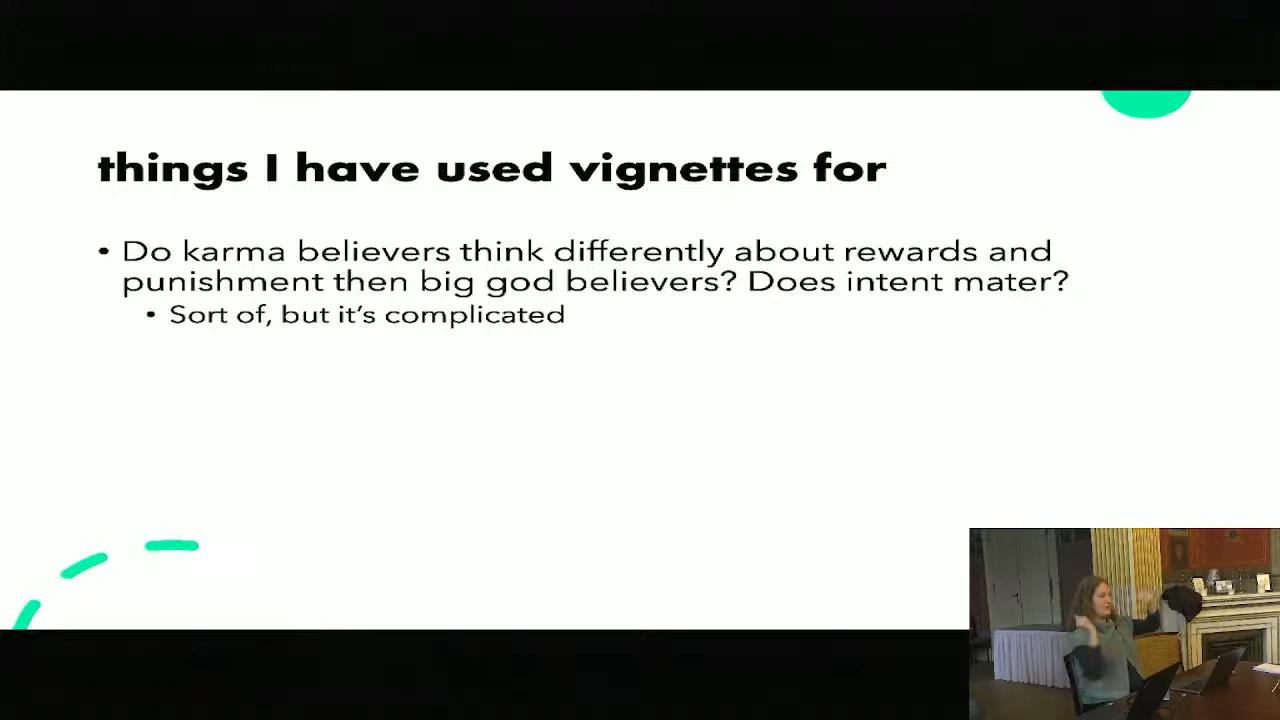 things I have used vignettes for
• Do karma believers think differently about rewards and
punishment then big god believers? Does intent mater?
• Sort of, but it's complicated